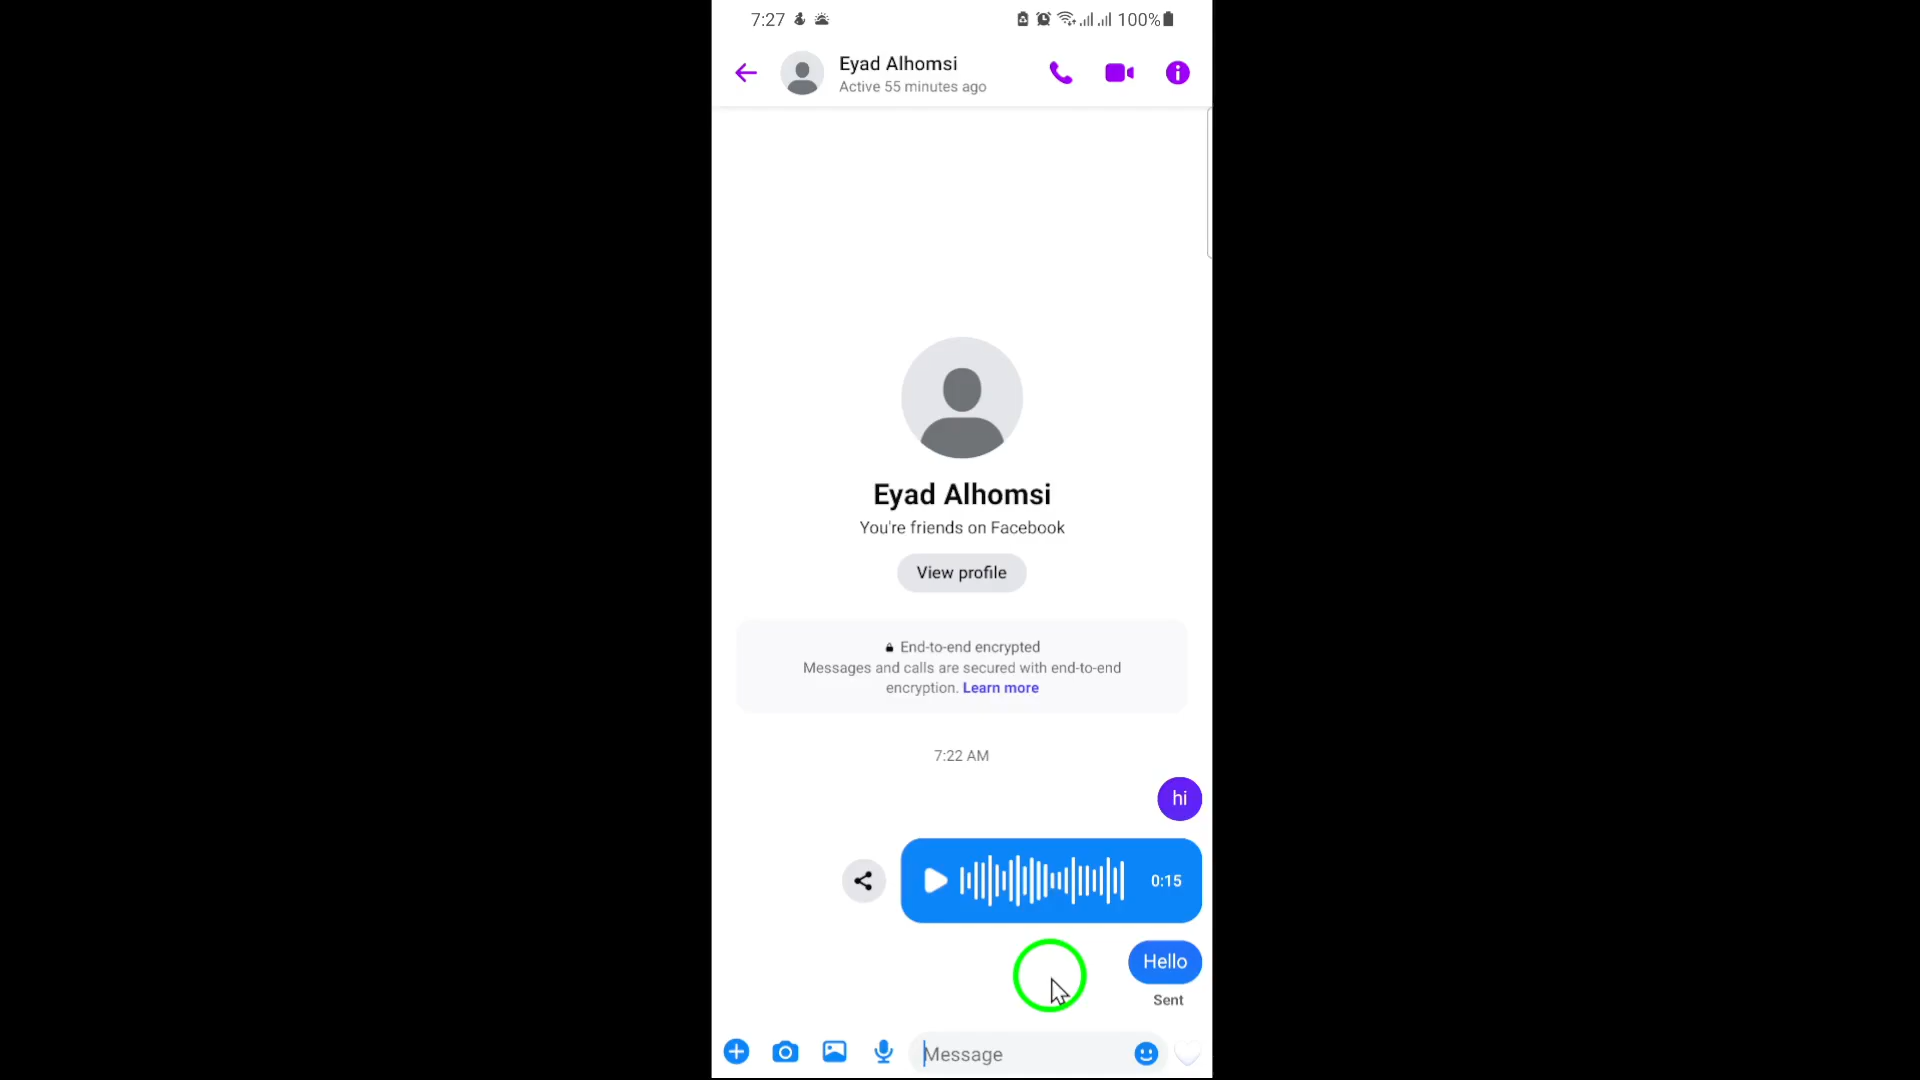 7:27
100%
Eyad Alhomsi
Active 55 minutes ago
Eyad Alhomsi
You're friends on Facebook
View profile
End-to-end encrypted
Messages and calls are secured with end-to-end
encryption. Learn more
7:22 AM
hi
0:15
Hello
Sent
Message